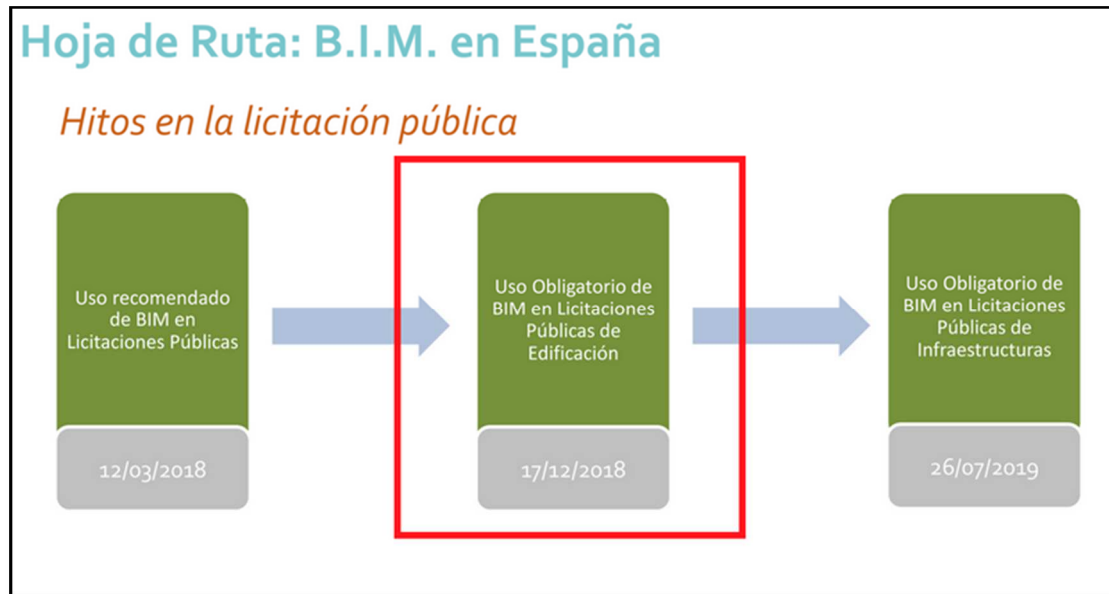 Hoja de Ruta: B.I.M. en España
Hitos en la licitación pública
Uso recomendado
de BIM en
Licitaciones Públicas
12/03/2018
Uso Obligatorio de
BIM en Licitaciones
Públicas de
Edificación
17/12/2018
Uso Obligatorio de
BIM en Licitaciones
Públicas de
Infraestructuras
26/07/2019